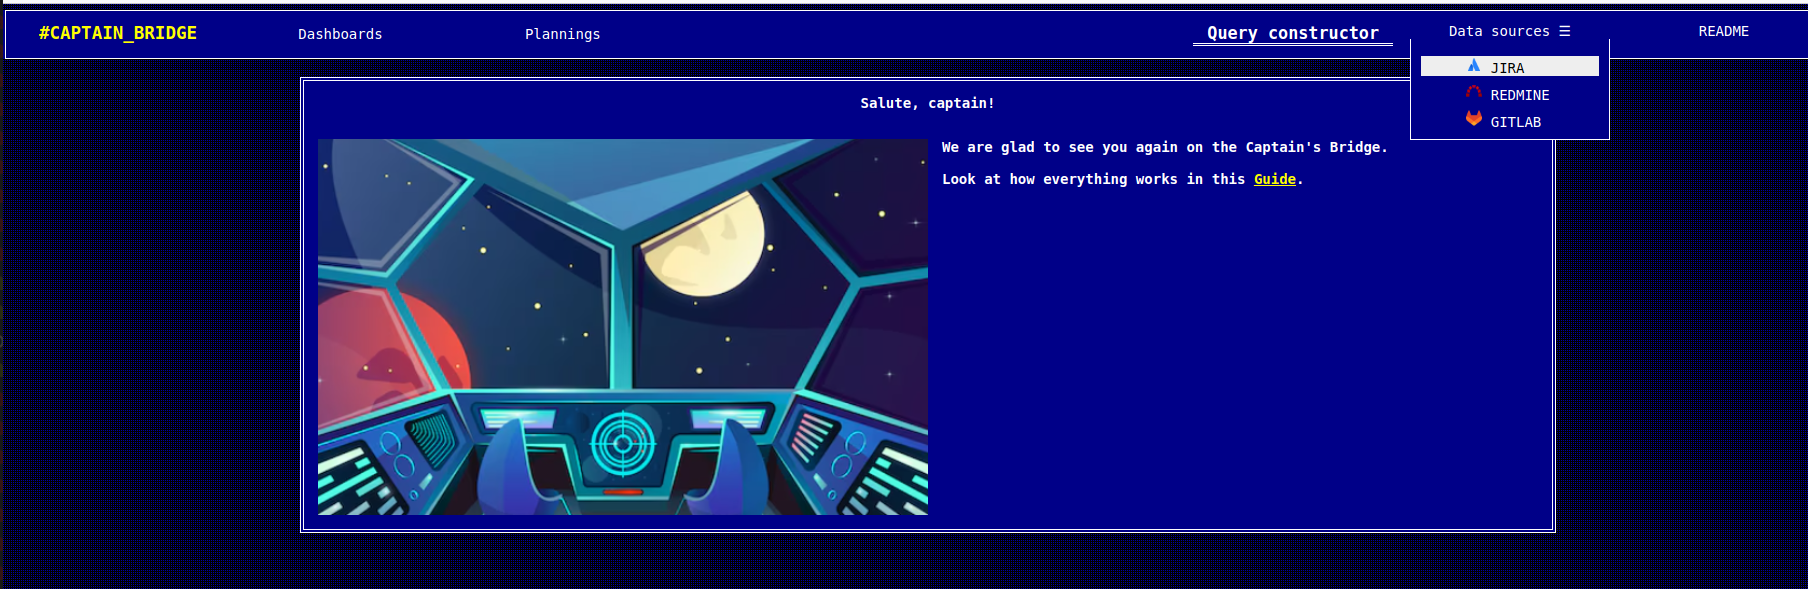 #CAPTAIN_BRIDGE Dashboards Plannings Query constructor Data sources ☰ README
JIRA
REDMINE
GITLAB
Salute, captain!
We are glad to see you again on the Captain's Bridge.
Look at how everything works in this Guide.